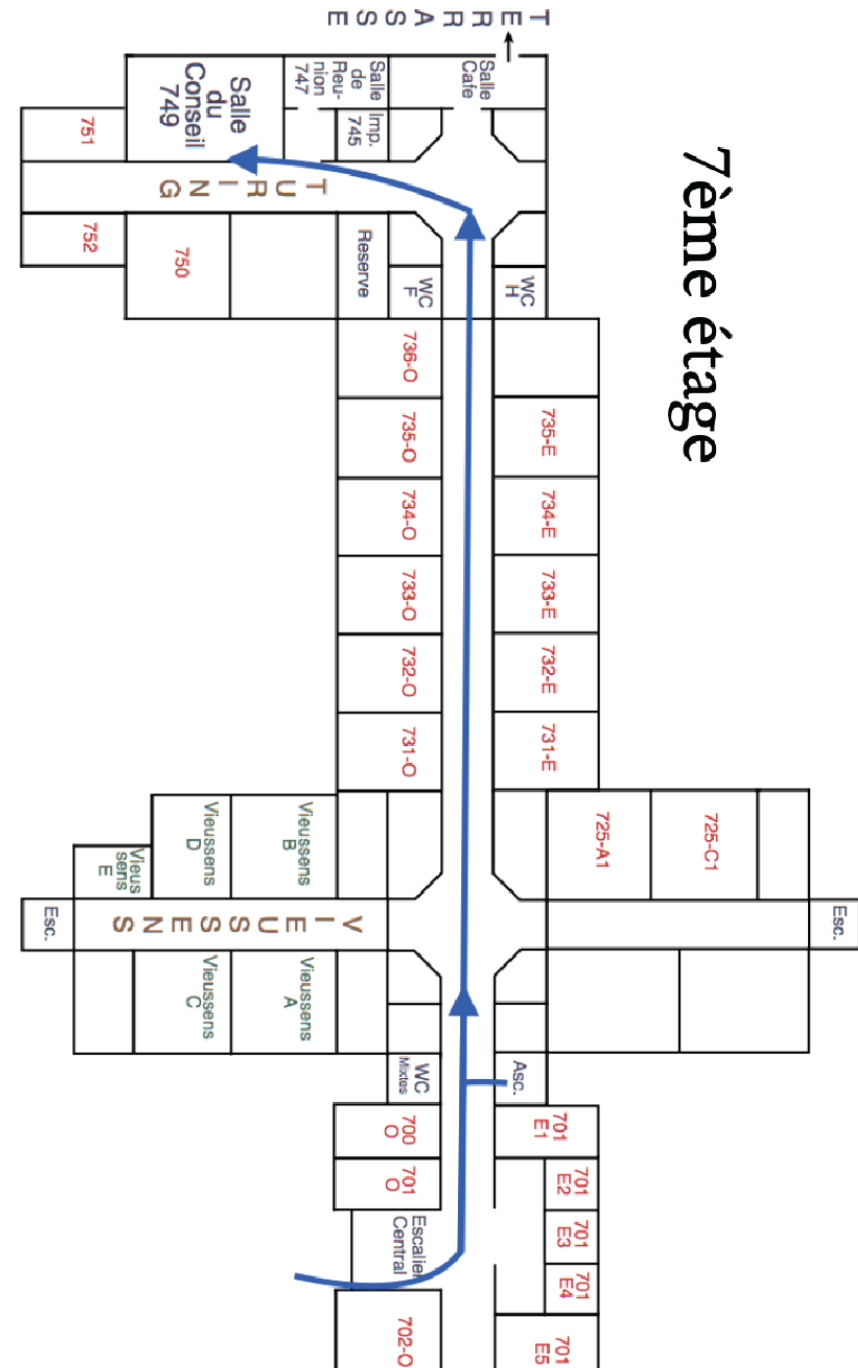 7ème étage
TERRASSE
Salle
Cafe
Salle
de
Reu-
nion
747
Salle
du
Conseil
749
Imp.
745
751
TURING
752
750
Reserve
WC
F
WC
H
736-O
735-O
734-O
733-O
732-O
731-O
735-E
734-E
733-E
732-E
731-E
725-A1
725-C1
Vieussens
B
Vieussens
D
Vieus
sens
E
Esc.
VIEUSSENS
Esc.
Vieussens
A
Vieussens
C
WC
Mixtes
Asc.
700
O
701
O
701
E1
701
E2
701
E3
701
E4
701
E5
Escalier
Central
702-O